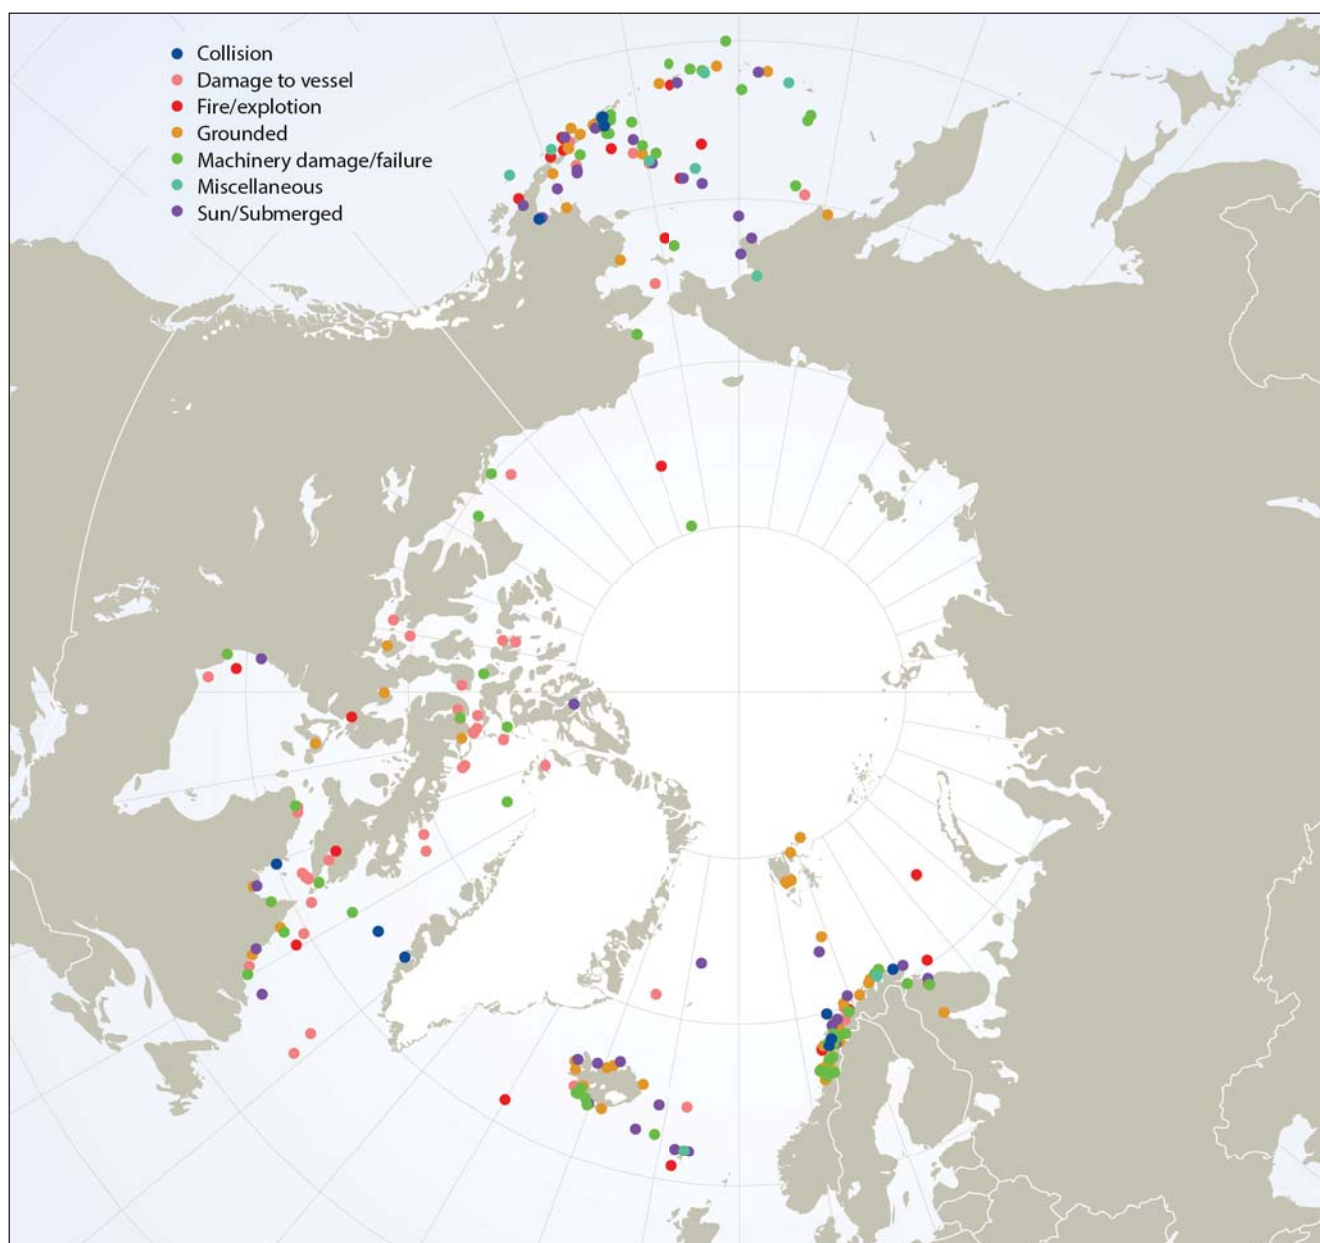 Collision
Damage to vessel
Fire/explotion
Grounded
Machinery damage/failure
Miscellaneous
Sun/Submerged